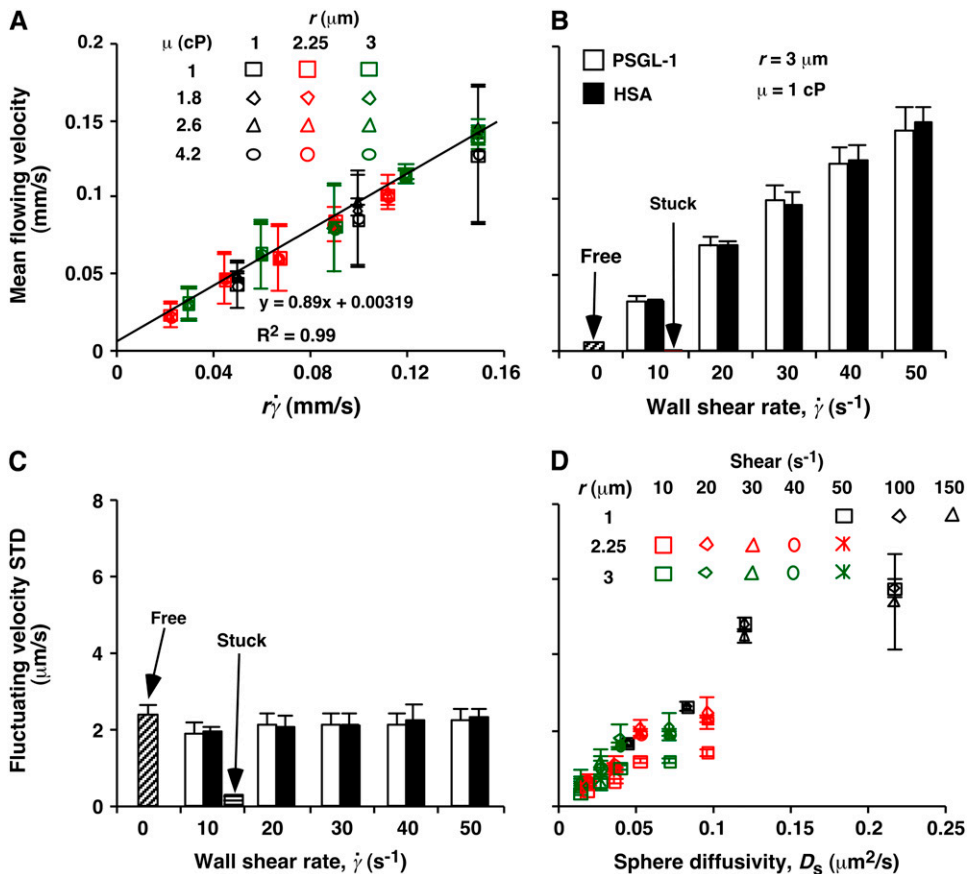 A
r (μm)
μ (cP) 1 2.25 3
1
1.8
2.6
4.2
0.2
0.15
0.1
0.05
0
Mean flowing velocity
(mm/s)
y = 0.89x + 0.00319
R² = 0.99
0 0.04 0.08 0.12 0.16
rγ̇ (mm/s)
B
PSGL-1
HSA
r = 3 μm
μ = 1 cP
Stuck
Free
0 10 20 30 40 50
Wall shear rate, γ̇ (s⁻¹)
C
8
6
4
2
0
Fluctuating velocity STD
(μm/s)
Free
Stuck
0 10 20 30 40 50
Wall shear rate, γ̇ (s⁻¹)
D
Shear (s⁻¹)
r (μm) 10 20 30 40 50 100 150
1
2.25
3
0 0.05 0.1 0.15 0.2 0.25
Sphere diffusivity, Dₛ (μm²/s)